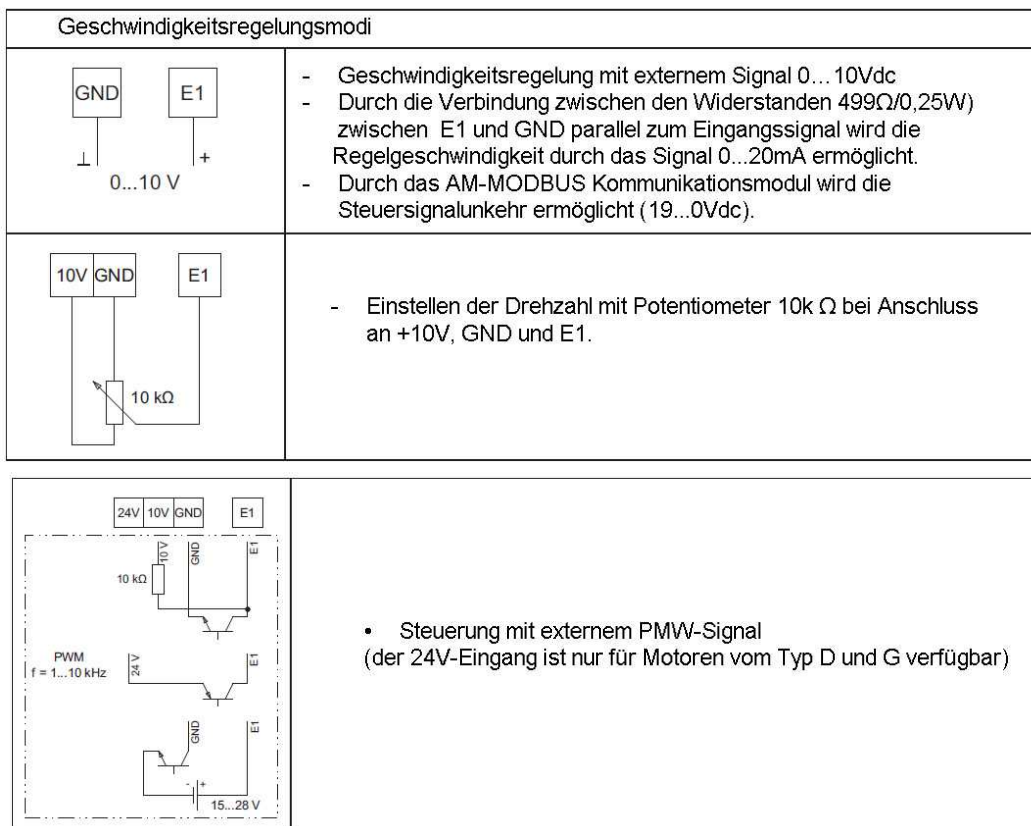 Geschwindigkeitsregelungsmodi
GND E1
⊥ +
0...10 V
- Geschwindigkeitsregelung mit externem Signal 0…10Vdc
- Durch die Verbindung zwischen den Widerstanden 499Ω/0,25W)
zwischen E1 und GND parallel zum Eingangssignal wird die
Regelgeschwindigkeit durch das Signal 0...20mA ermöglicht.
- Durch das AM-MODBUS Kommunikationsmodul wird die
Steuersignalunkehr ermöglicht (19...0Vdc).
10V GND E1
10 kΩ
- Einstellen der Drehzahl mit Potentiometer 10k Ω bei Anschluss
an +10V, GND und E1.
24V 10V GND E1
10 V GND E1
10 kΩ
PWM
f = 1...10 kHz
24 V E1
GND E1
- +
15...28 V
• Steuerung mit externem PMW-Signal
(der 24V-Eingang ist nur für Motoren vom Typ D und G verfügbar)